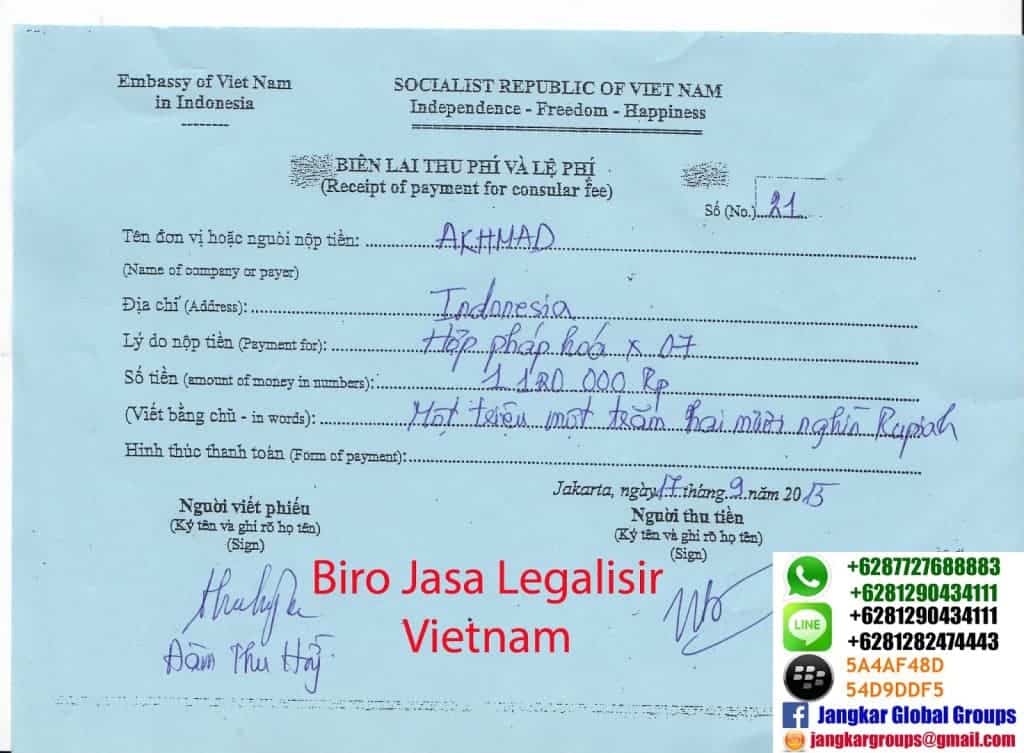 Embassy of Viet Nam
in Indonesia
SOCIALIST REPUBLIC OF VIET NAM
Independence - Freedom - Happiness
BIÊN LAI THU PHÍ VÀ LỆ PHÍ
(Receipt of payment for consular fee)
Số (No.) 21
Tên đơn vị hoặc người nộp tiền: AKHMAD
(Name of company or payer)
Địa chỉ (Address): Indonesia
Lý do nộp tiền (Payment for): Hợp pháp hoá x 07
Số tiền (amount of money in numbers): 1 120 000 Rp
(Viết bằng chữ - in words): Một triệu một trăm hai mười nghìn Rupiah
Hình thúc thanh toán (Form of payment):
Jakarta, ngày 17 tháng 9 năm 2015
Người viết phiếu
(Ký tên và ghi rõ họ tên)
(Sign)
Người thu tiền
(Ký tên và ghi rõ họ tên)
(Sign)
Đàm Thu
Biro Jasa Legalisir
Vietnam
+6287727688883
+6281290434111
LINE
+6281290434111
+6281282474443
5A4AF48D
54D9DDF5
Jangkar Global Groups
jangkargroups@gmail.com